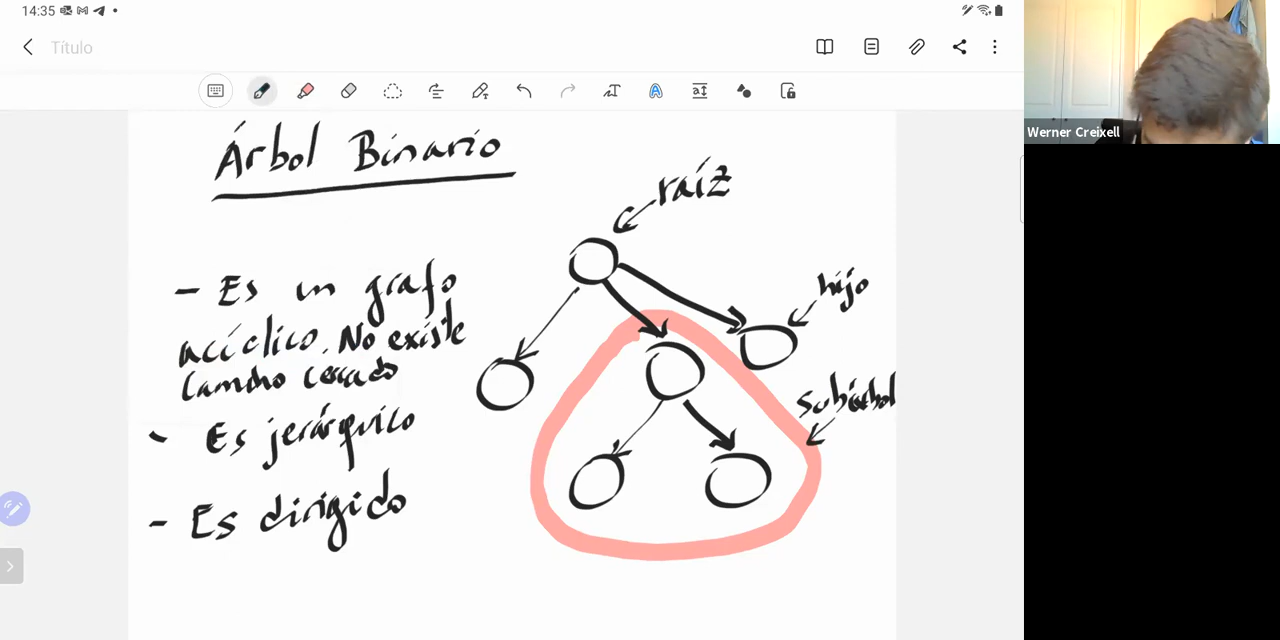 14:35
Título
Árbol Binario
raíz
- Es un grafo
acíclico. No existe
Camino cerrado
hijo
subárbol
- Es jerárquico
- Es dirigido
Werner Creixell